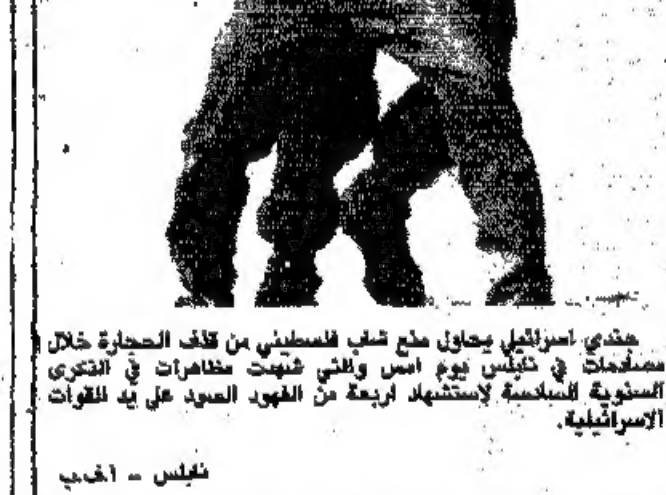 جندي اسرائيلي يحاول منع شاب فلسطيني من قذف الحجارة خلال
مصادمات في نابلس يوم امس والتي شهدت مظاهرات في الذكرى
السنوية السادسة لاستشهاد اربعة من الفهود السود على يد القوات
الاسرائيلية.
نابلس - أ.ف.ب